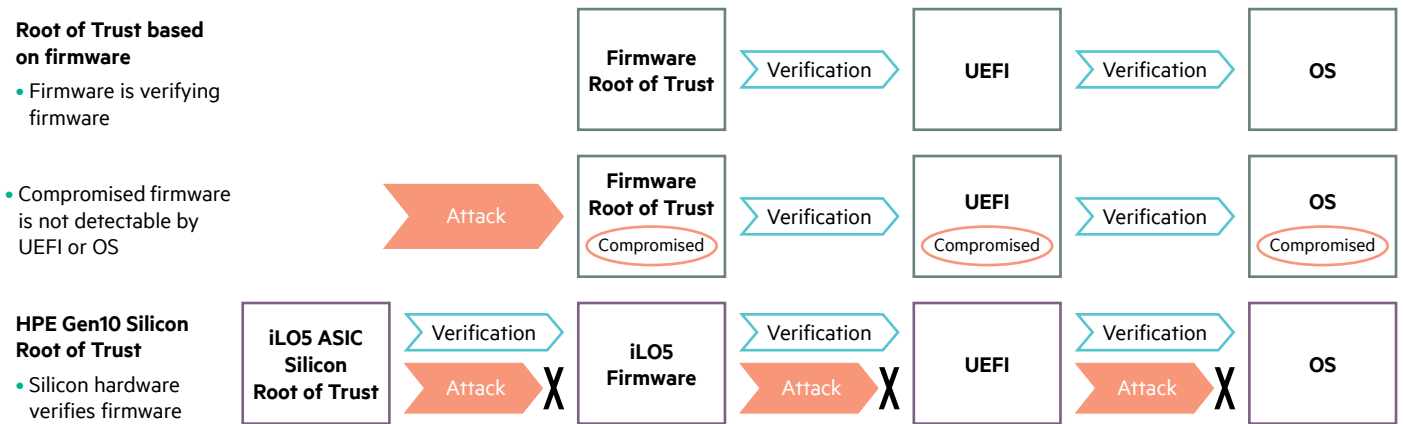 Root of Trust based
on firmware
• Firmware is verifying
firmware
Firmware
Root of Trust
Verification
UEFI
Verification
OS
• Compromised firmware
is not detectable by
UEFI or OS
Attack
Firmware
Root of Trust
Compromised
Verification
UEFI
Compromised
Verification
OS
Compromised
HPE Gen10 Silicon
Root of Trust
• Silicon hardware
verifies firmware
iLO5 ASIC
Silicon
Root of Trust
Verification
Attack
X
iLO5
Firmware
Verification
Attack
X
UEFI
Verification
Attack
X
OS